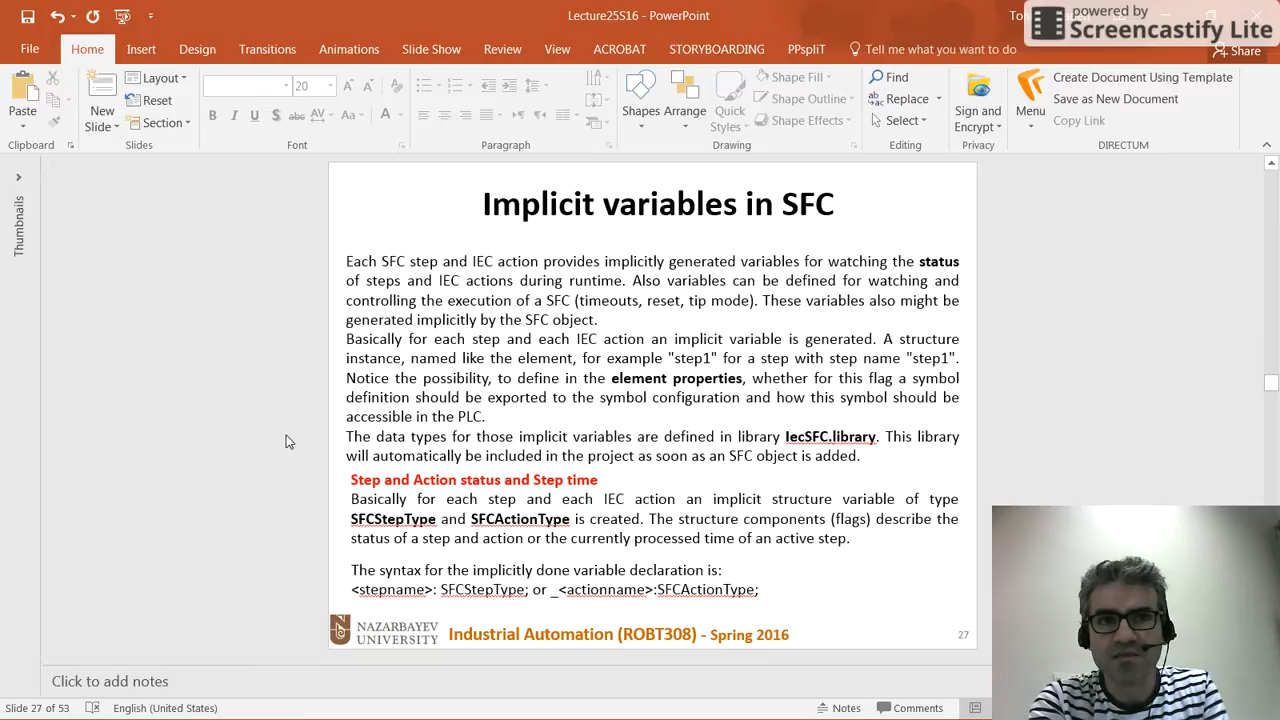 Lecture25S16 - PowerPoint
powered by
Screencastify Lite
File Home Insert Design Transitions Animations Slide Show Review View ACROBAT STORYBOARDING PPspliT Tell me what you want to do
Share
Paste
Clipboard
New
Slide
Layout
Reset
Section
Slides
20
B I U S abc AV Aa A
Font
Paragraph
Shapes
Arrange
Quick
Styles
Shape Fill
Shape Outline
Shape Effects
Drawing
Find
Replace
Select
Editing
Sign and
Encrypt
Privacy
Menu
Create Document Using Template
Save as New Document
Copy Link
DIRECTUM
Thumbnails
Implicit variables in SFC
Each SFC step and IEC action provides implicitly generated variables for watching the status
of steps and IEC actions during runtime. Also variables can be defined for watching and
controlling the execution of a SFC (timeouts, reset, tip mode). These variables also might be
generated implicitly by the SFC object.
Basically for each step and each IEC action an implicit variable is generated. A structure
instance, named like the element, for example "step1" for a step with step name "step1".
Notice the possibility, to define in the element properties, whether for this flag a symbol
definition should be exported to the symbol configuration and how this symbol should be
accessible in the PLC.
The data types for those implicit variables are defined in library IecSFC.library. This library
will automatically be included in the project as soon as an SFC object is added.
Step and Action status and Step time
Basically for each step and each IEC action an implicit structure variable of type
SFCStepType and SFCActionType is created. The structure components (flags) describe the
status of a step and action or the currently processed time of an active step.
The syntax for the implicitly done variable declaration is:
<stepname>: SFCStepType; or _<actionname>:SFCActionType;
NAZARBAYEV
UNIVERSITY
Industrial Automation (ROBT308) - Spring 2016
27
Click to add notes
Slide 27 of 53 English (United States) Notes Comments